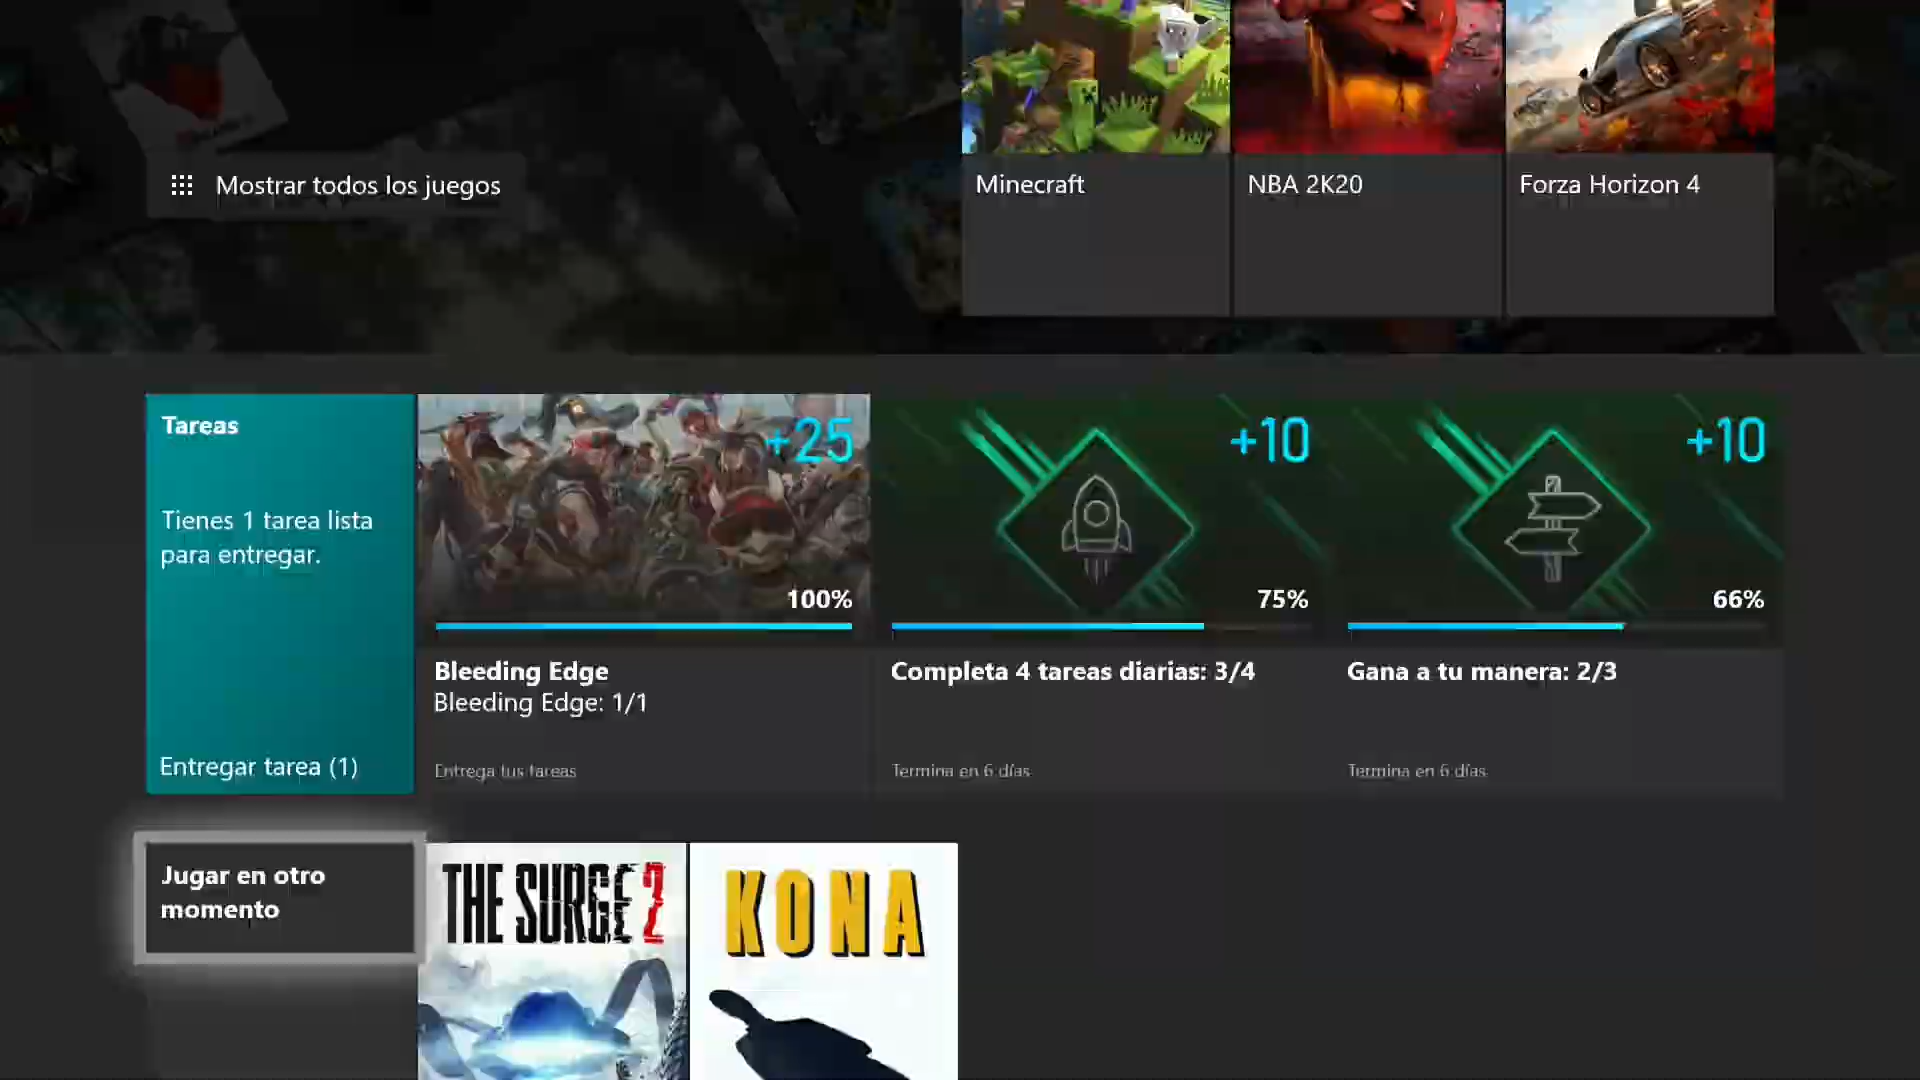 Mostrar todos los juegos
Minecraft
NBA 2K20
Forza Horizon 4
Tareas
Tienes 1 tarea lista
para entregar.
Entregar tarea (1)
+25
100%
Bleeding Edge
Bleeding Edge: 1/1
Entrega tus tareas
+10
75%
Completa 4 tareas diarias: 3/4
Termina en 6 días
+10
66%
Gana a tu manera: 2/3
Termina en 6 días
Jugar en otro
momento
THE SURGE 2
KONA